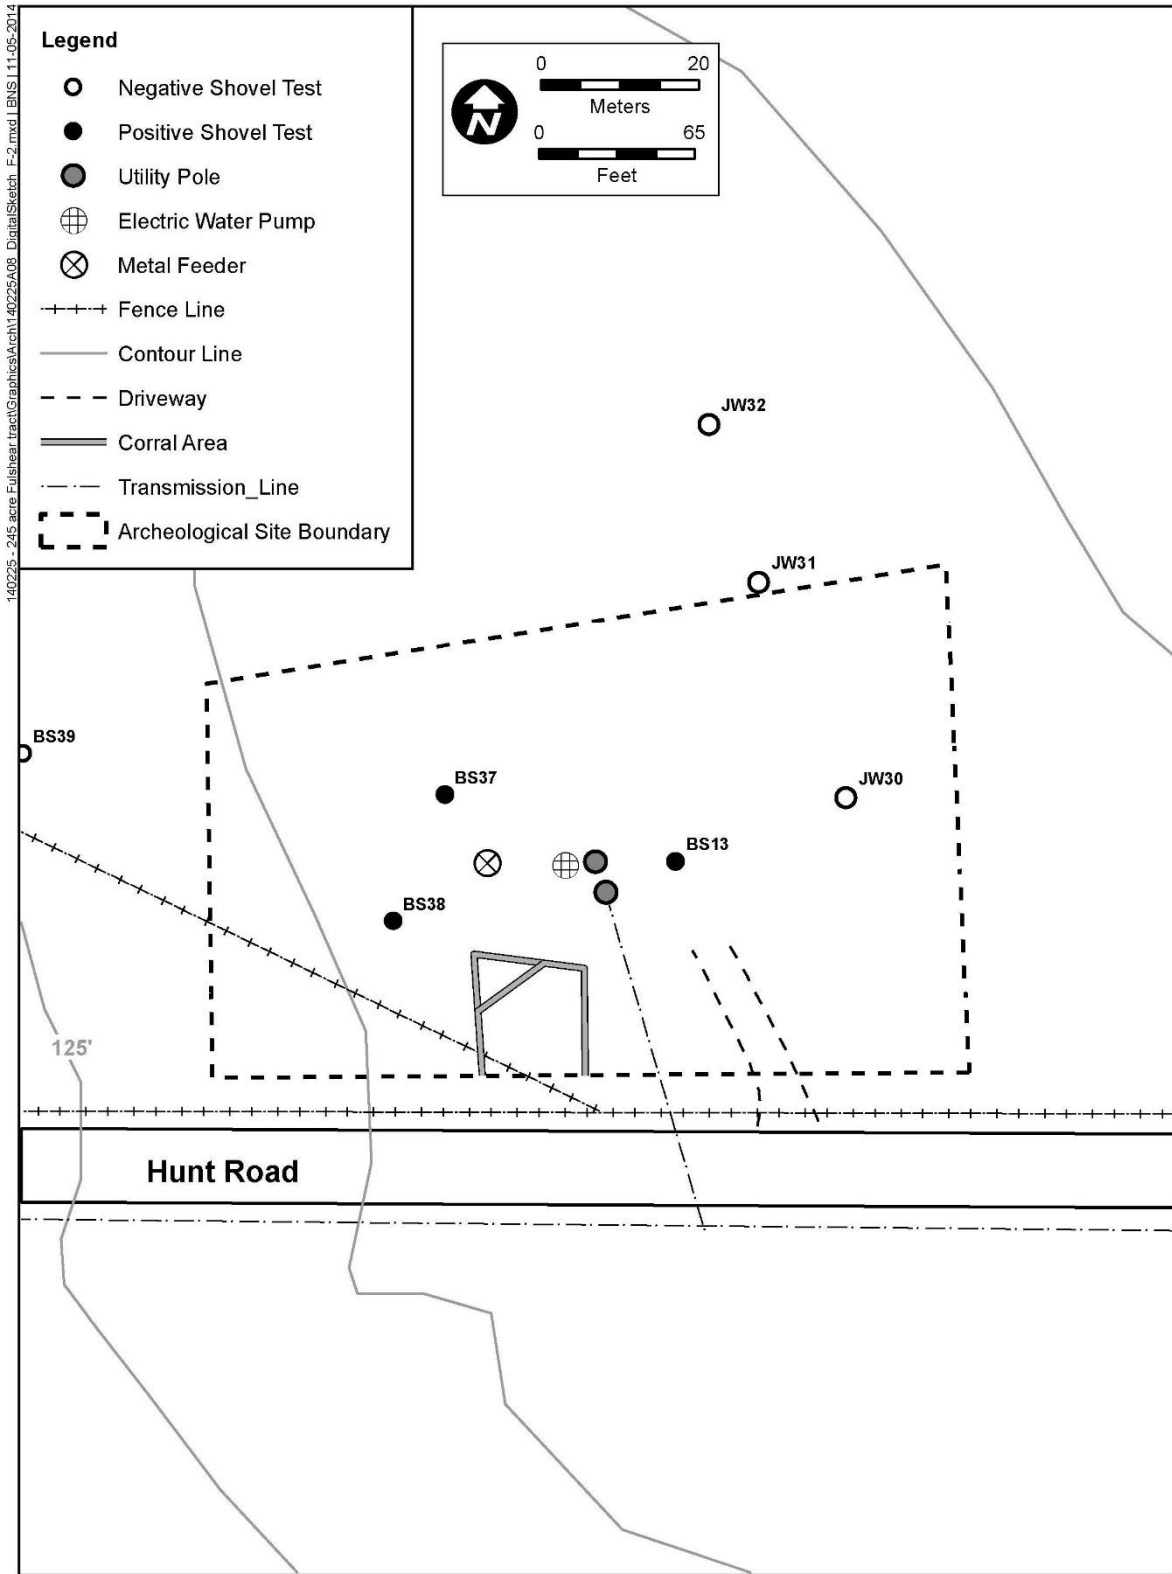 140225 - 245 acre Fulshear tract\Graphics\Arch\140225A08_DigitalSketch_F-2.mxd | BNS | 11-05-2014
Legend
Negative Shovel Test
Positive Shovel Test
Utility Pole
Electric Water Pump
Metal Feeder
Fence Line
Contour Line
Driveway
Corral Area
Transmission_Line
Archeological Site Boundary
N
0 20
Meters
0 65
Feet
JW32
JW31
BS39
BS37
JW30
BS13
BS38
125'
Hunt Road